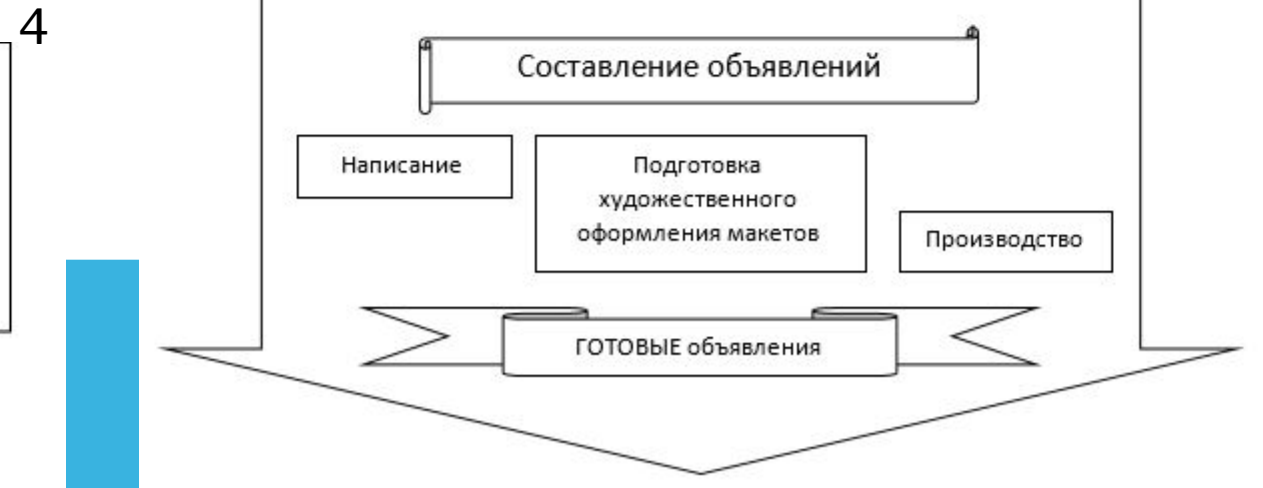 4
Составление объявлений
Написание
Подготовка
художественного
оформления макетов
Производство
ГОТОВЫЕ объявления